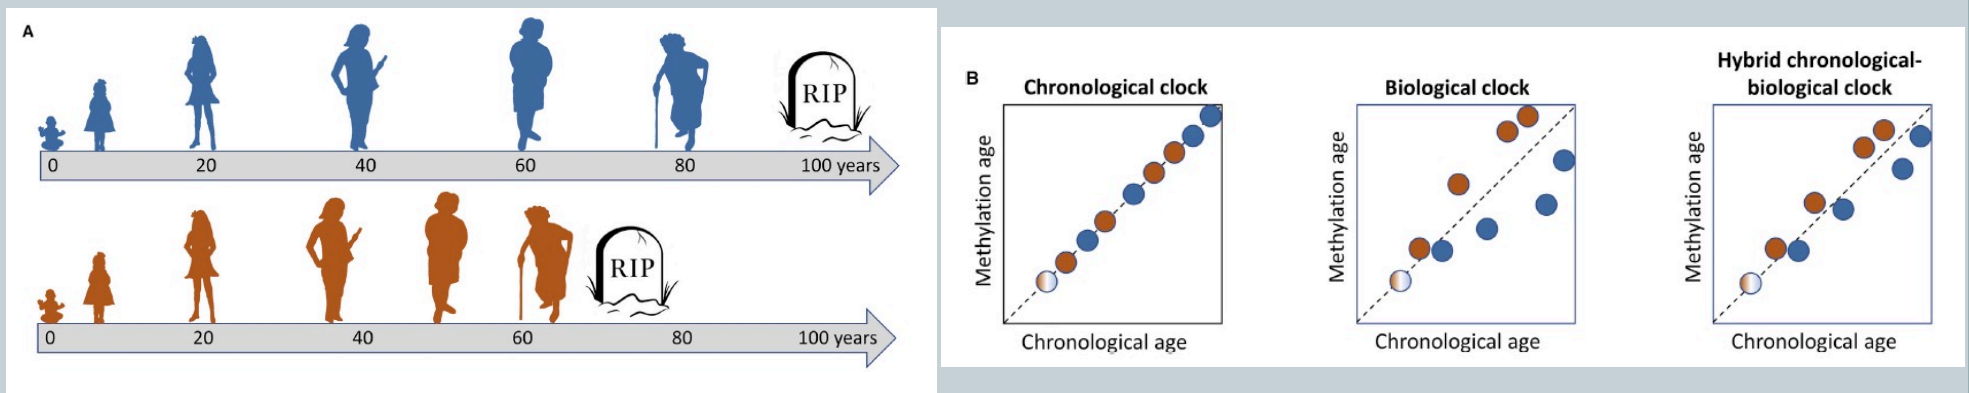 A
RIP
0 20 40 60 80 100 years
RIP
0 20 40 60 80 100 years
B
Chronological clock
Methylation age
Chronological age
Biological clock
Methylation age
Chronological age
Hybrid chronological-
biological clock
Methylation age
Chronological age